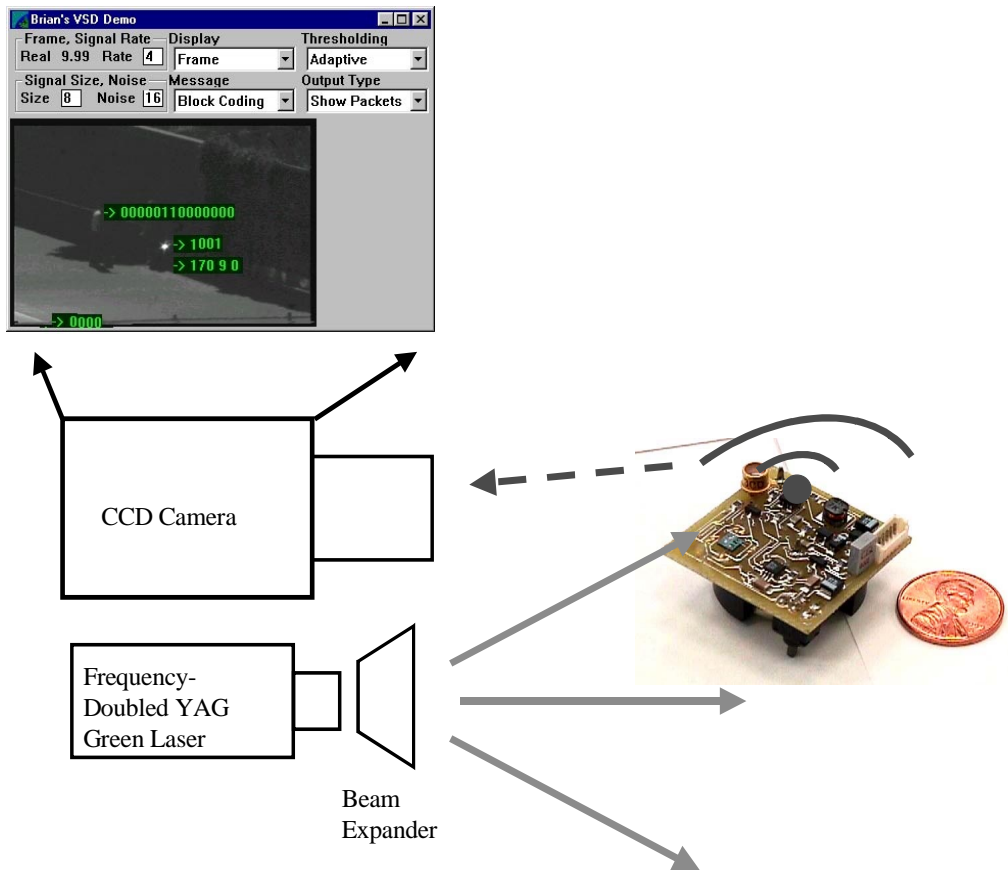 Brian's VSD Demo
Frame, Signal Rate Display Thresholding
Real 9.99 Rate 4 Frame Adaptive
Signal Size, Noise Message Output Type
Size 8 Noise 16 Block Coding Show Packets
-> 00000110000000
-> 1001
-> 170 9 0
-> 0000
CCD Camera
Frequency-
Doubled YAG
Green Laser
Beam
Expander